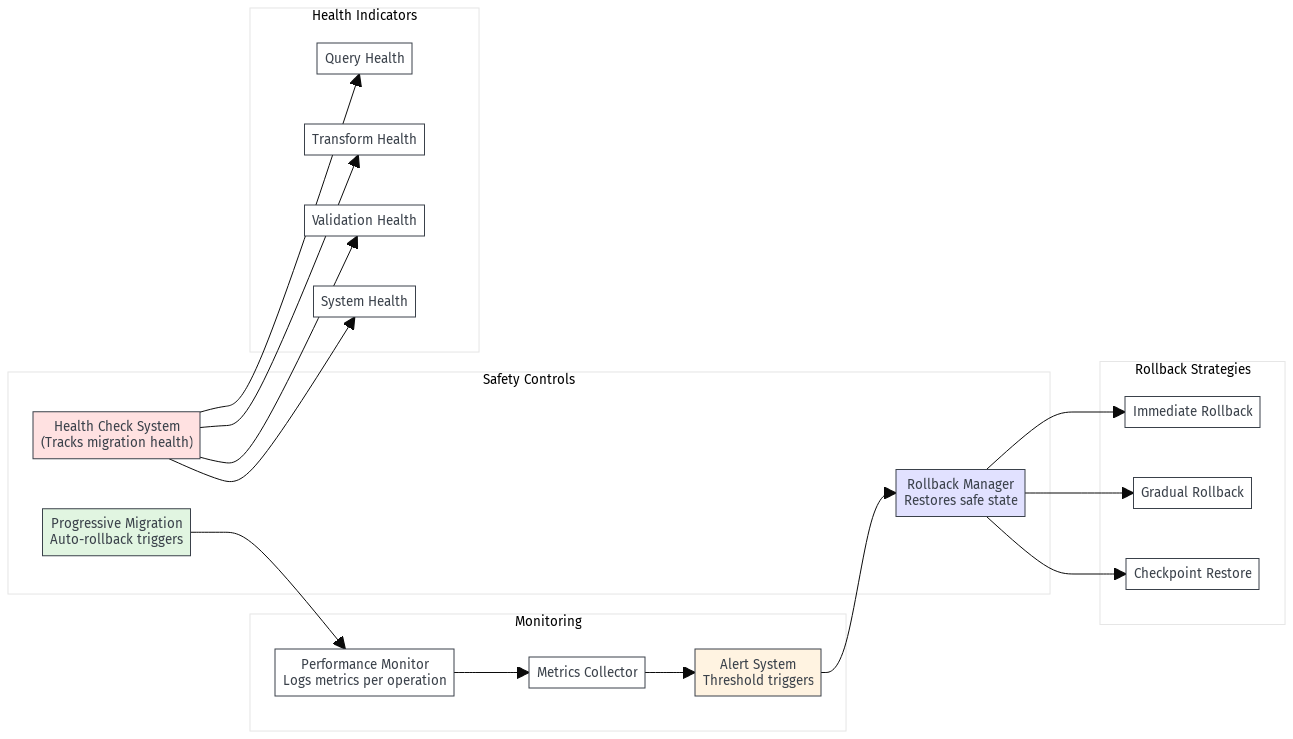 Health Indicators
Query Health
Transform Health
Validation Health
System Health
Safety Controls
Health Check System
(Tracks migration health)
Progressive Migration
Auto-rollback triggers
Rollback Manager
Restores safe state
Rollback Strategies
Immediate Rollback
Gradual Rollback
Checkpoint Restore
Monitoring
Performance Monitor
Logs metrics per operation
Metrics Collector
Alert System
Threshold triggers